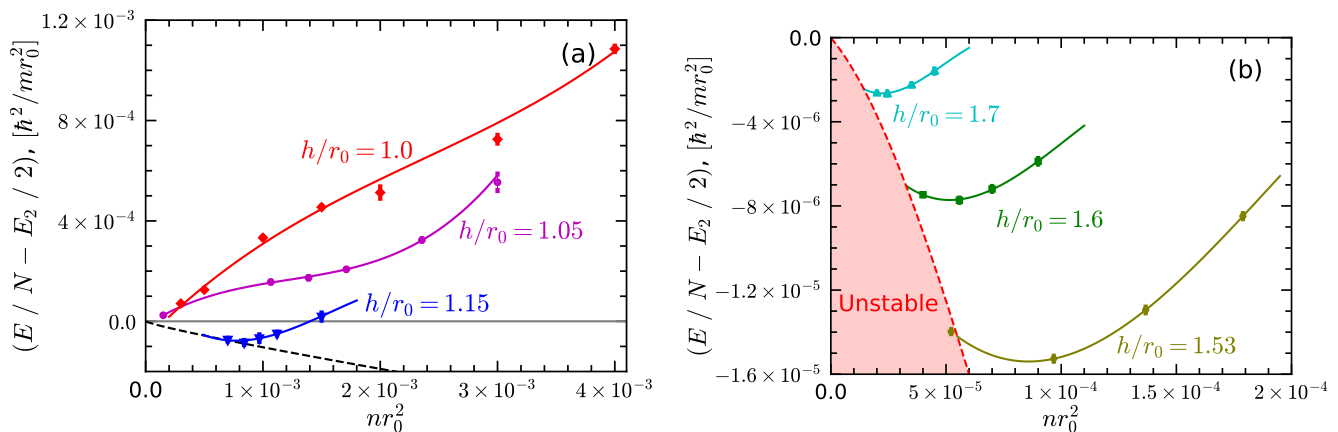 (a)
(E / N − E₂ / 2), [ħ²/mr₀²]
1.2 × 10⁻³
8 × 10⁻⁴
4 × 10⁻⁴
0.0
h/r₀ = 1.0
h/r₀ = 1.05
h/r₀ = 1.15
0.0
1 × 10⁻³
2 × 10⁻³
3 × 10⁻³
4 × 10⁻³
nr₀²
(b)
(E / N − E₂ / 2), [ħ²/mr₀²]
0.0
−4 × 10⁻⁶
−8 × 10⁻⁶
−1.2 × 10⁻⁵
−1.6 × 10⁻⁵
h/r₀ = 1.7
h/r₀ = 1.6
Unstable
h/r₀ = 1.53
0.0
5 × 10⁻⁵
1 × 10⁻⁴
1.5 × 10⁻⁴
2 × 10⁻⁴
nr₀²